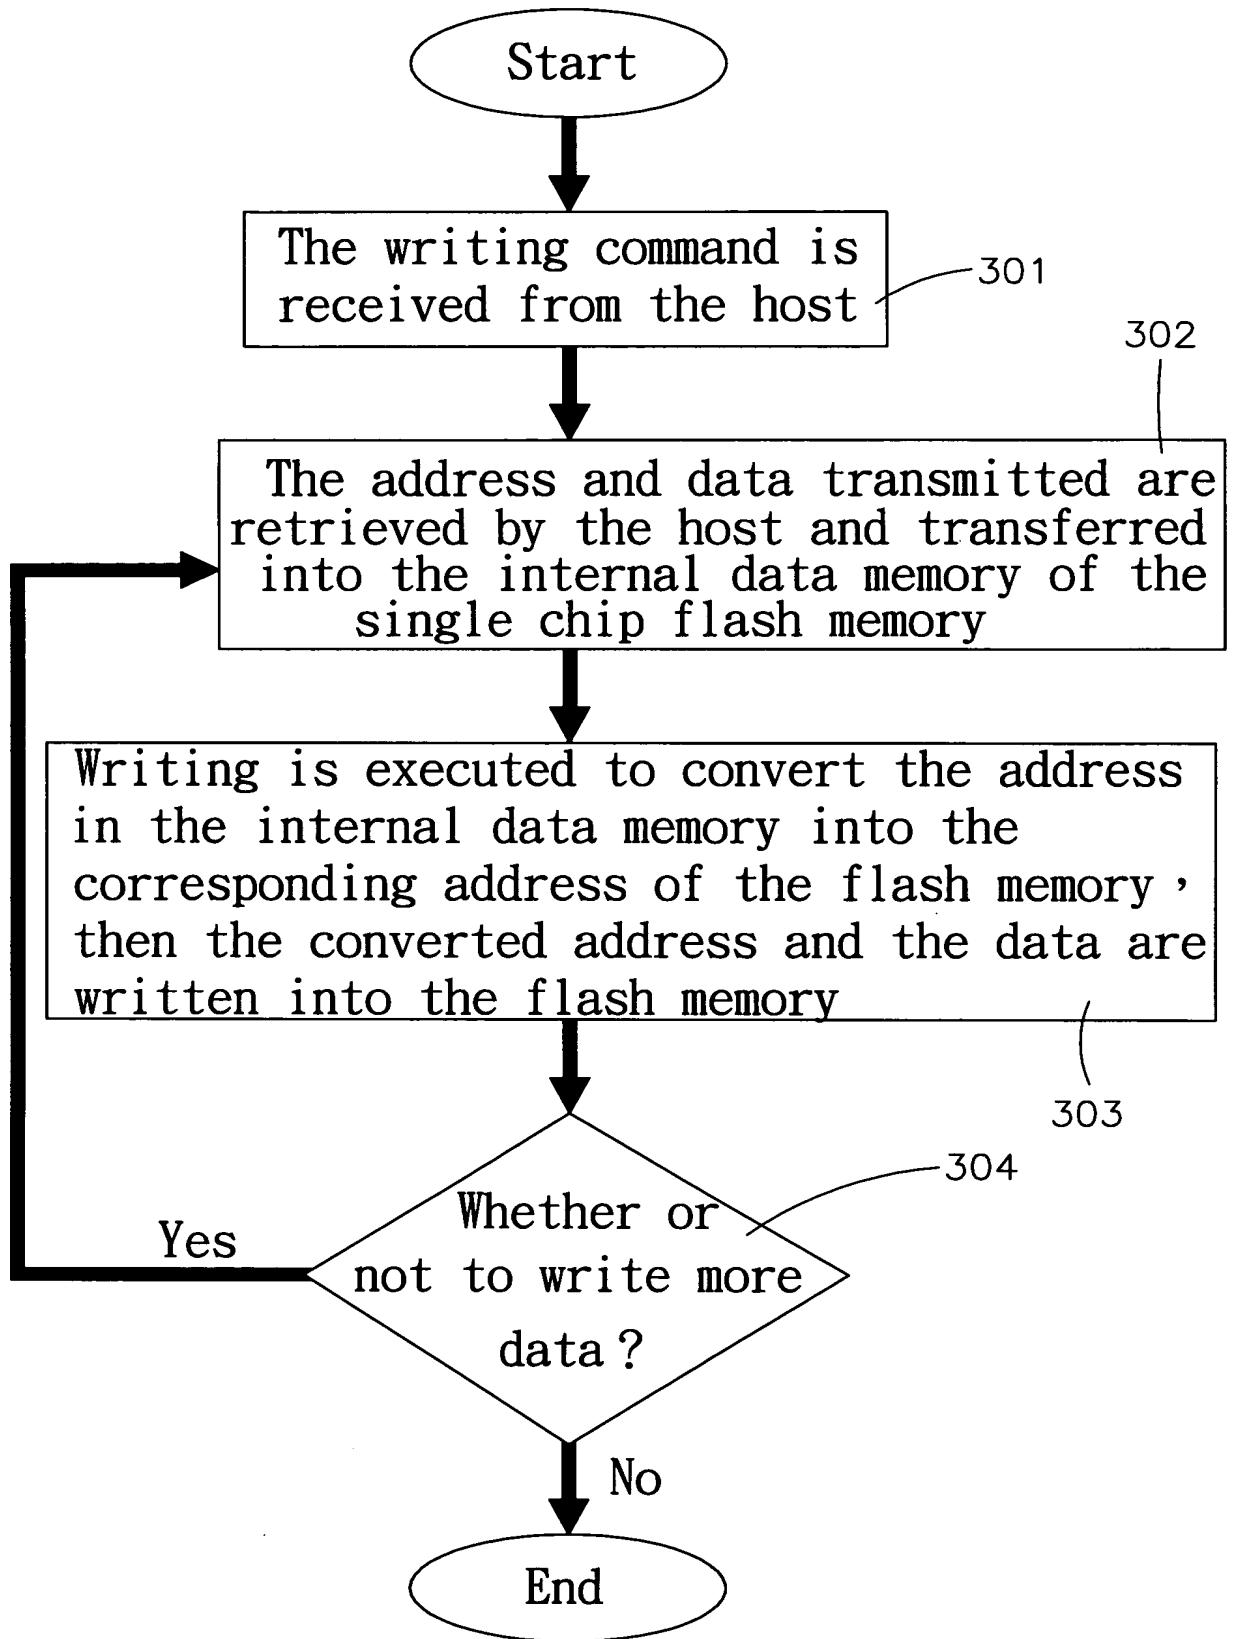 Start
The writing command is
received from the host
301
302
The address and data transmitted are
retrieved by the host and transferred
into the internal data memory of the
single chip flash memory
Writing is executed to convert the address
in the internal data memory into the
corresponding address of the flash memory,
then the converted address and the data are
written into the flash memory
303
304
Whether or
not to write more
data?
Yes
No
End